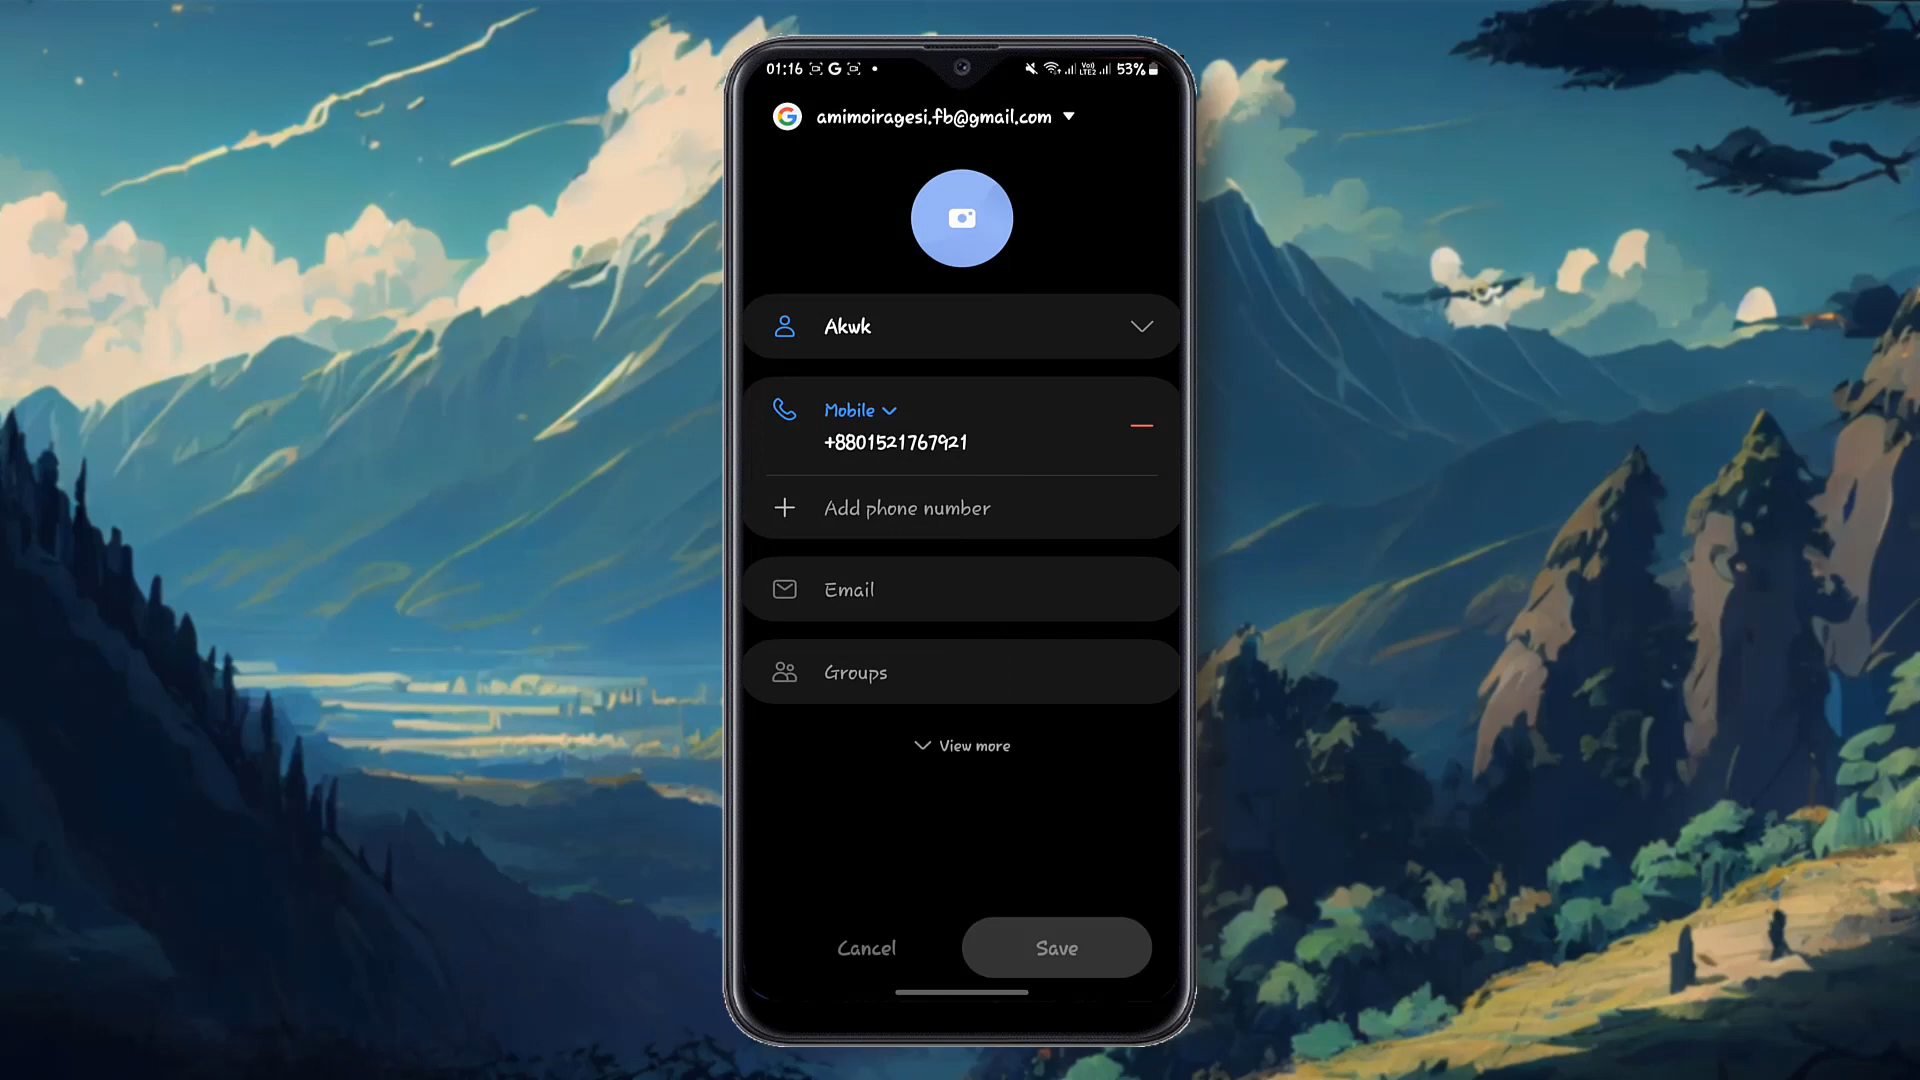 01:16 G 53%
amimoiragesi.fb@gmail.com
Akwk
Mobile
+8801521767921
Add phone number
Email
Groups
View more
Cancel Save